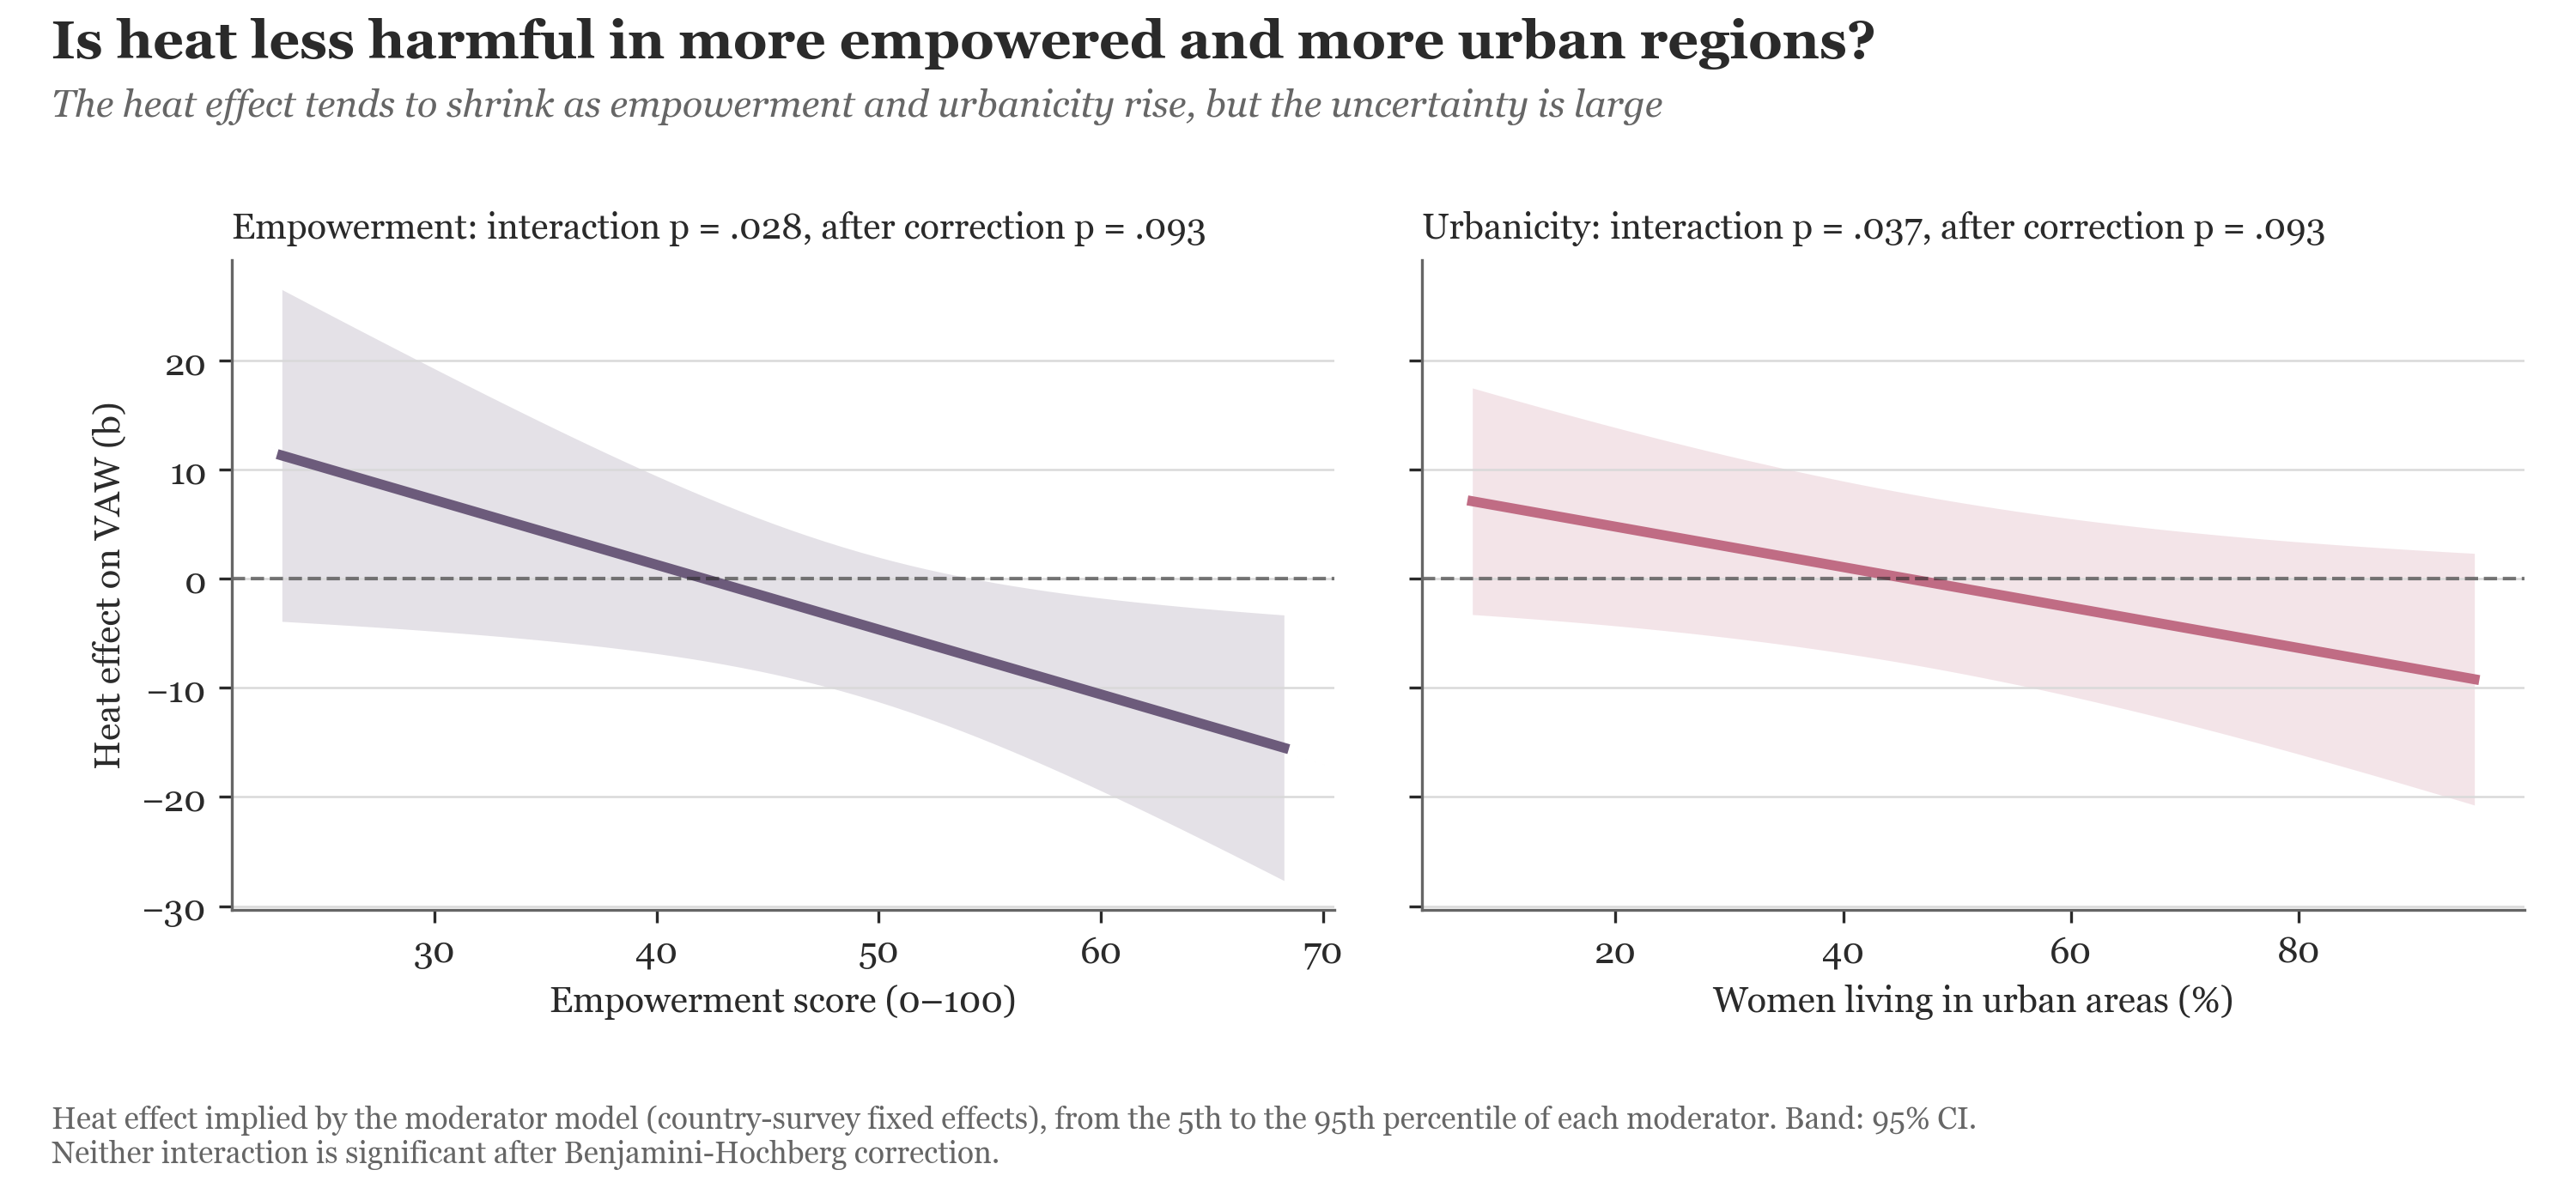 Is heat less harmful in more empowered and more urban regions?
The heat effect tends to shrink as empowerment and urbanicity rise, but the uncertainty is large
Empowerment: interaction p = .028, after correction p = .093
Urbanicity: interaction p = .037, after correction p = .093
Heat effect on VAW (b)
20
10
0
−10
−20
−30
30 40 50 60 70
20 40 60 80
Empowerment score (0–100)
Women living in urban areas (%)
Heat effect implied by the moderator model (country-survey fixed effects), from the 5th to the 95th percentile of each moderator. Band: 95% CI.
Neither interaction is significant after Benjamini-Hochberg correction.